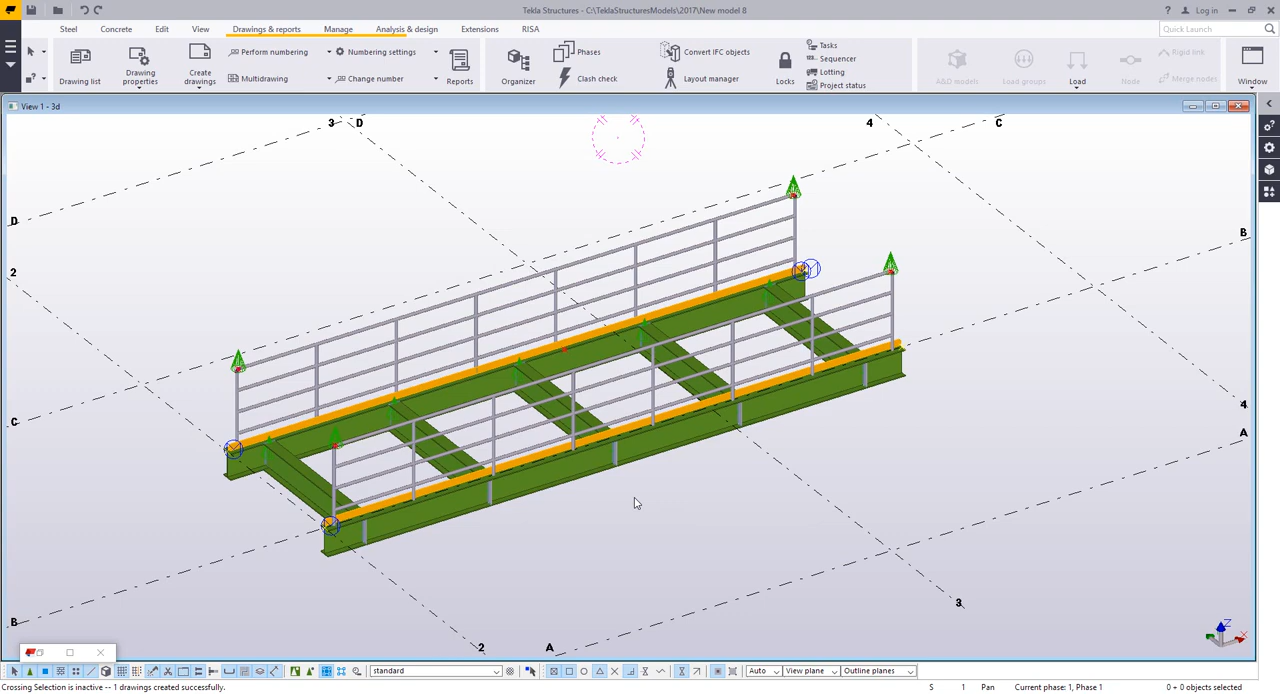 Tekla Structures - C:\TeklaStructuresModels\2017\New model 8
Log in
Steel Concrete Edit View Drawings & reports Manage Analysis & design Extensions RISA
Quick Launch
Drawing list
Drawing properties
Create drawings
Perform numbering
Multidrawing
Numbering settings
Change number
Reports
Organizer
Phases
Clash check
Convert IFC objects
Layout manager
Locks
Tasks
Sequencer
Lotting
Project status
A&D models
Load groups
Load
Node
Rigid link
Merge nodes
Window
View 1 - 3d
3 D 4 C
D
B
2
4
C
A
3
B
2 A
Z
standard
Auto
View plane
Outline planes
Crossing Selection is inactive -- 1 drawings created successfully.
S 1 Pan Current phase: 1, Phase 1 0 + 0 objects selected